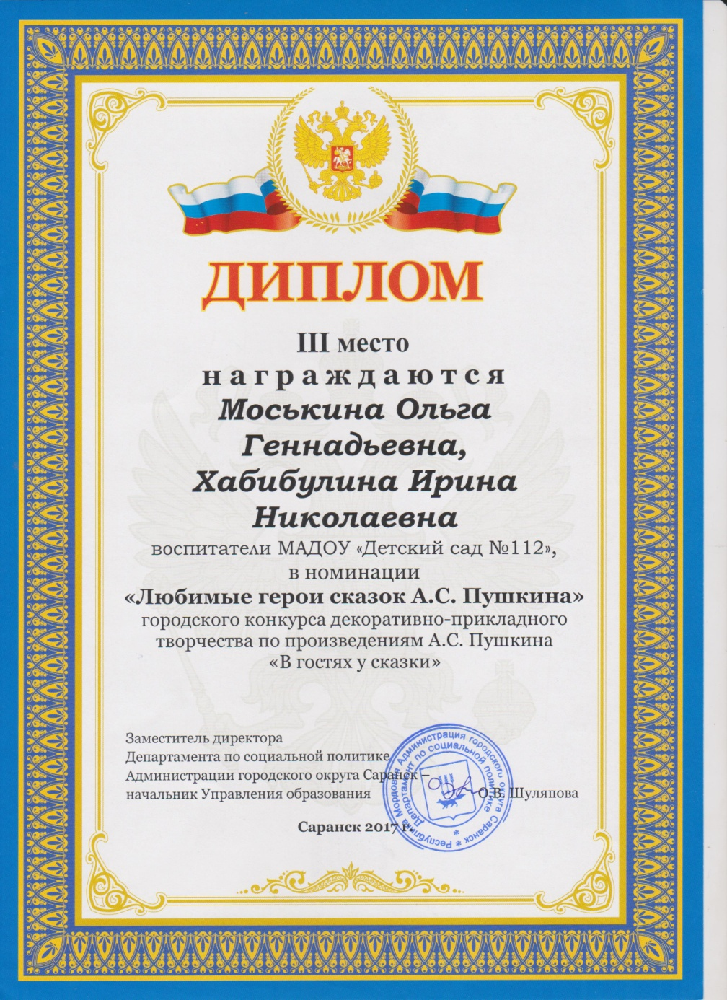 ДИПЛОМ
III место
награждаются
Моськина Ольга
Геннадьевна,
Хабибулина Ирина
Николаевна
воспитатели МАДОУ «Детский сад №112»,
в номинации
«Любимые герои сказок А.С. Пушкина»
городского конкурса декоративно-прикладного
творчества по произведениям А.С. Пушкина
«В гостях у сказки»
Заместитель директора
Департамента по социальной политике
Администрации городского округа Саранск –
начальник Управления образования О.В. Шуляпова
Саранск 2017 г.
Республика Мордовия Администрация городского округа Саранск
Департамент по социальной политике